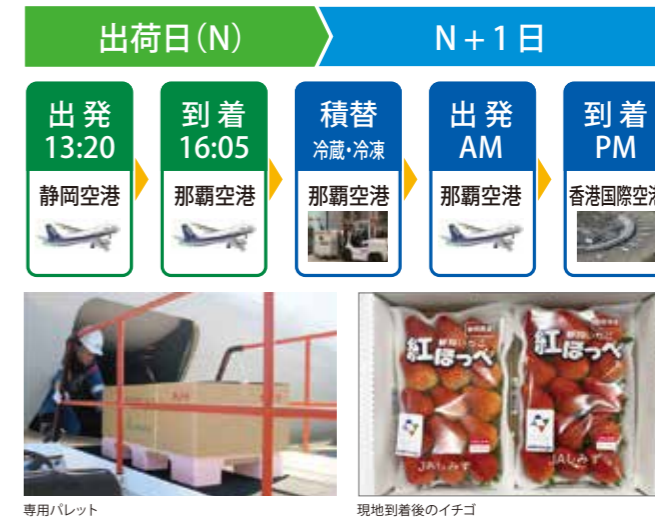 出荷日(N)
N+1日
出発
13:20
静岡空港
到着
16:05
那覇空港
積替
冷蔵・冷凍
那覇空港
出発
AM
那覇空港
到着
PM
香港国際空港
紅ほっぺ
JAしみず
紅ほっぺ
JAしみず
専用パレット
現地到着後のイチゴ